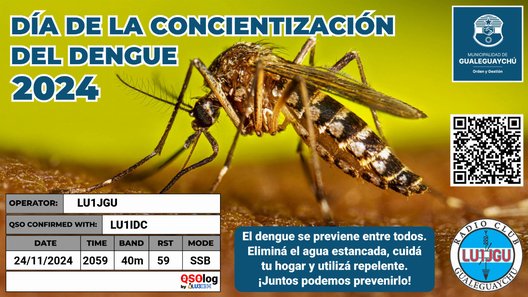 DÍA DE LA CONCIENTIZACIÓN
DEL DENGUE
2024
MUNICIPALIDAD DE
GUALEGUAYCHÚ
Orden y Gestión
OPERATOR: LU1JGU
QSO CONFIRMED WITH: LU1IDC
DATE TIME BAND RST MODE
24/11/2024 2059 40m 59 SSB
QSOlog
El dengue se previene entre todos.
Eliminá el agua estancada, cuidá
tu hogar y utilizá repelente.
¡Juntos podemos prevenirlo!
RADIO CLUB
LU1JGU
GUALEGUAYCHU